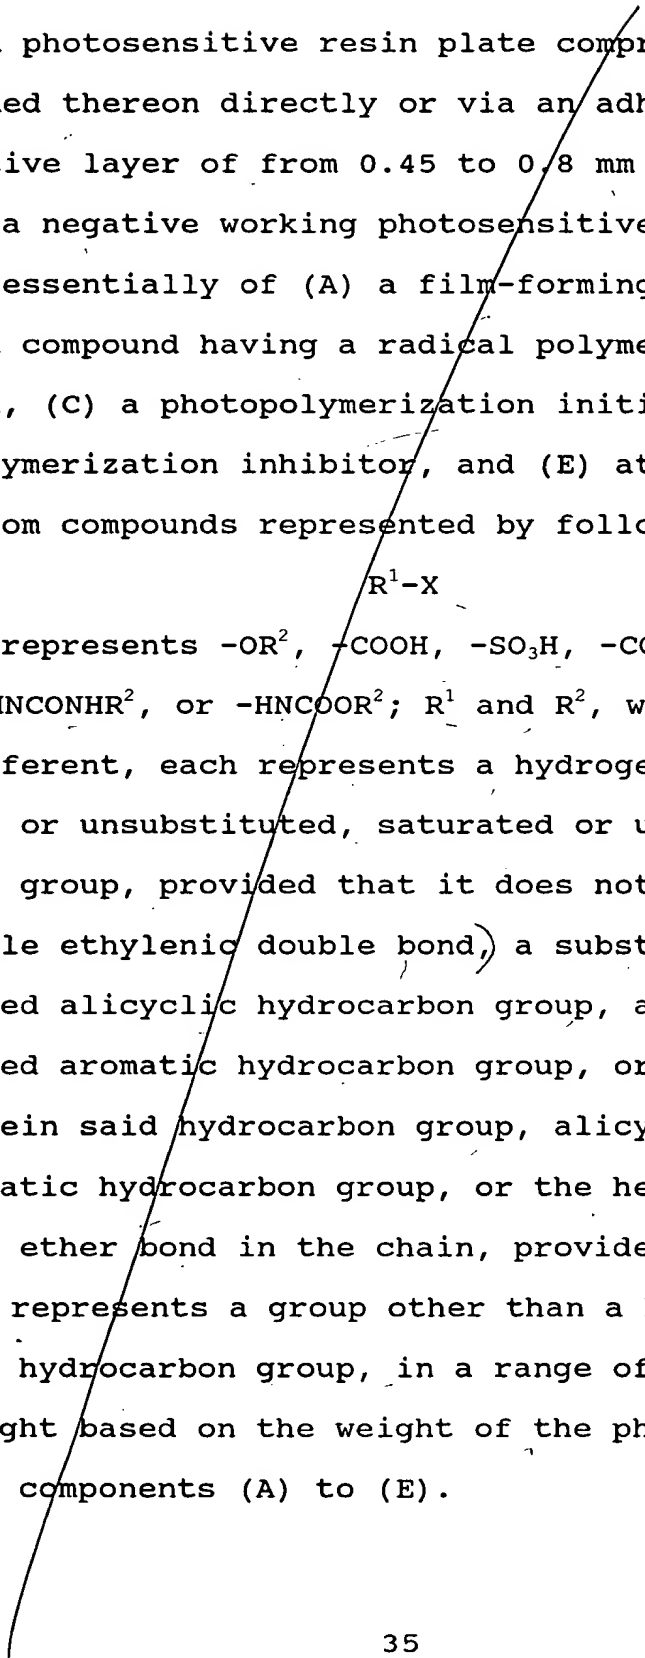 photosensitive resin plate compr
ed thereon directly or via an adh
tive layer of from 0.45 to 0.8 mm
a negative working photosensitive
essentially of (A) a film-forming
compound having a radical polyme
, (C) a photopolymerization initi
ymerization inhibitor, and (E) at
om compounds represented by follo
R¹-X
represents -OR², -COOH, -SO₃H, -CO
HNCONHR², or -HNCOOR²; R¹ and R², w
fferent, each represents a hydroge
or unsubstituted, saturated or u
group, provided that it does not
le ethylenic double bond,) a subst
ed alicyclic hydrocarbon group, a
ed aromatic hydrocarbon group, or
ein said hydrocarbon group, alicy
atic hydrocarbon group, or the he
ether bond in the chain, provide
represents a group other than a
hydrocarbon group, in a range of
ght based on the weight of the ph
components (A) to (E).
35